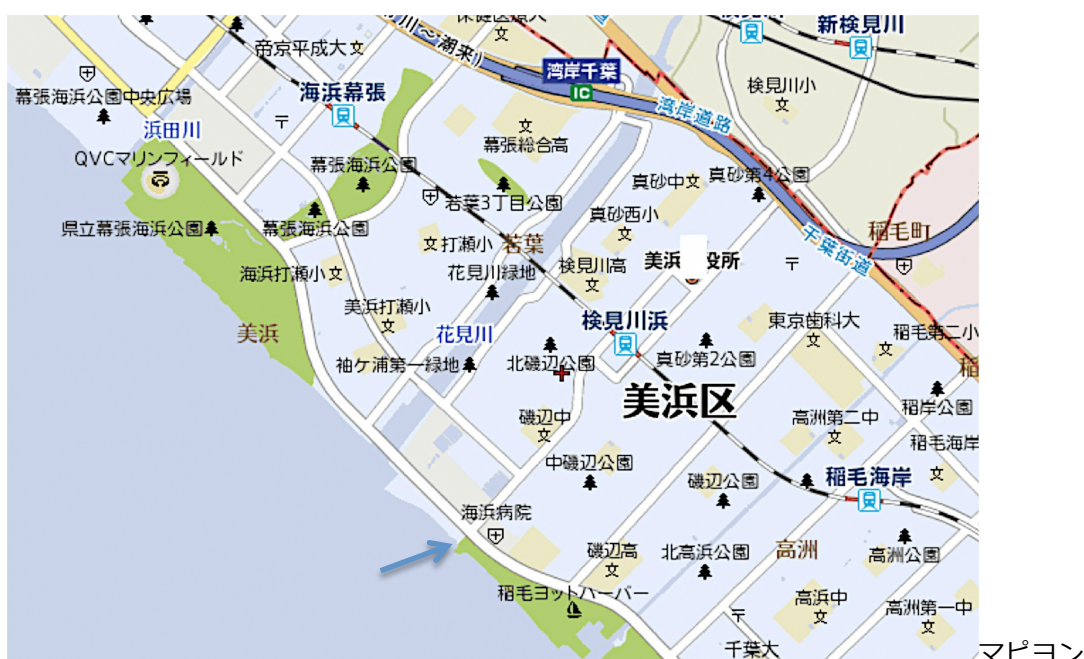 保健医療大
新検見川
帝京平成大
湾岸千葉
IC
海浜幕張
検見川小
幕張海浜公園中央広場
湾岸道路
浜田川
幕張総合高
QVCマリンフィールド
幕張海浜公園
真砂中
真砂第4公園
若葉3丁目公園
真砂西小
県立幕張海浜公園
幕張海浜公園
稲毛町
打瀬小
若葉
千葉街道
海浜打瀬小
花見川緑地
検見川高
美浜
役所
美浜打瀬小
美浜
花見川
検見川浜
東京歯科大
稲毛第二小
袖ケ浦第一緑地
北磯辺公園
真砂第2公園
稲
美浜区
稲岸公園
磯辺中
高洲第二中
稲毛海岸
中磯辺公園
磯辺公園
稲毛海岸
海浜病院
磯辺高
北高浜公園
高洲
高洲公園
稲毛ヨットハーバー
高浜中
高洲第一中
千葉大
マピヨン